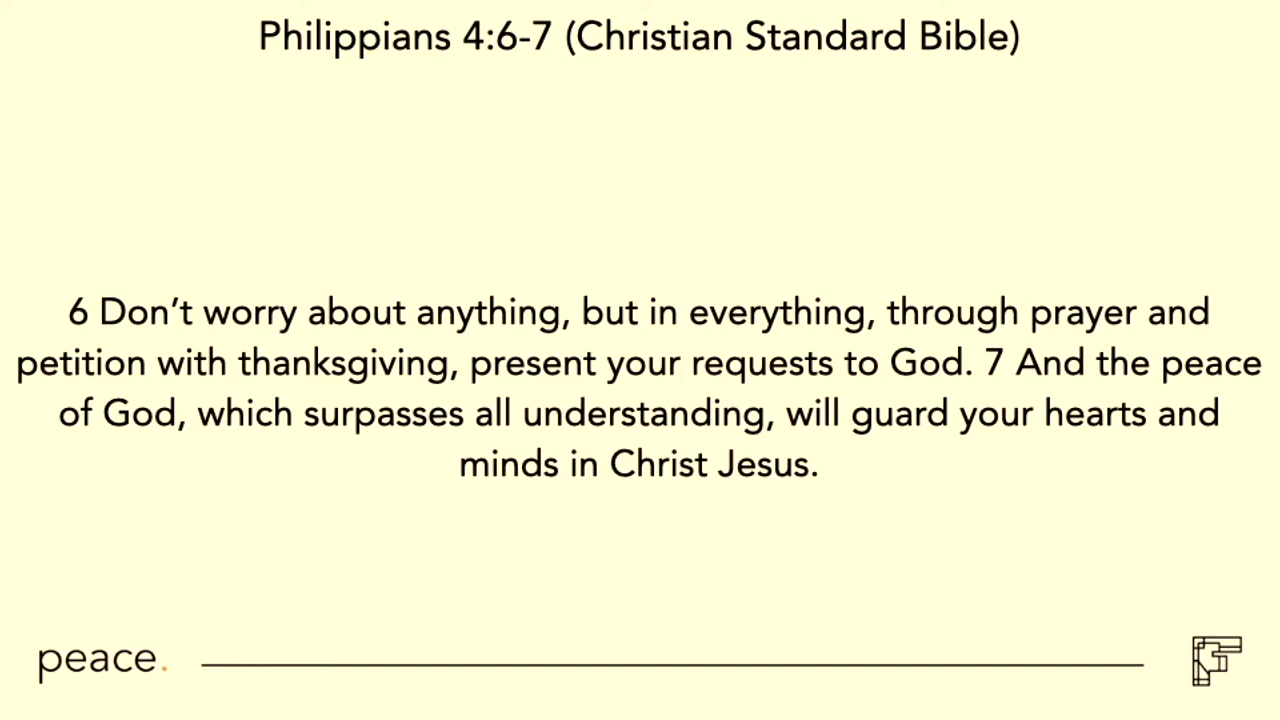 Philippians 4:6-7 (Christian Standard Bible)
6 Don’t worry about anything, but in everything, through prayer and
petition with thanksgiving, present your requests to God. 7 And the peace
of God, which surpasses all understanding, will guard your hearts and
minds in Christ Jesus.
peace.